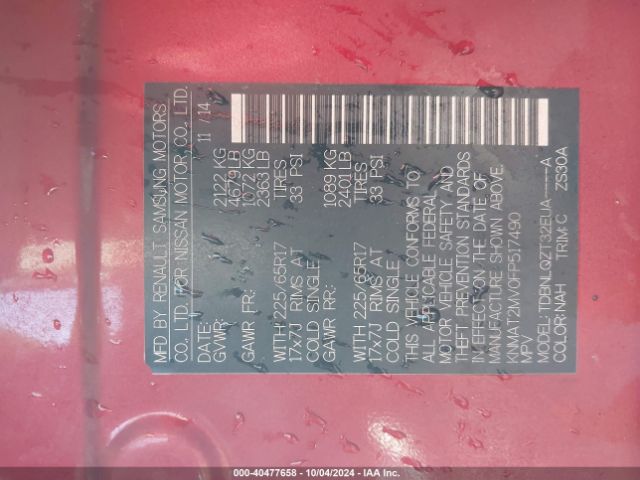 MFD BY RENAULT SAMSUNG MOTORS
CO., LTD. FOR NISSAN MOTOR CO., LTD.
DATE: 11 / 14
GVWR: 2122 KG
4679 LB
GAWR FR: 1072 KG
2363 LB
WITH 225/65R17 TIRES
17x7J RIMS AT 33 PSI
COLD SINGLE
GAWR RR: 1089 KG
2401 LB
WITH 225/65R17 TIRES
17x7J RIMS AT 33 PSI
COLD SINGLE
THIS VEHICLE CONFORMS TO
ALL APPLICABLE FEDERAL
MOTOR VEHICLE SAFETY AND
THEFT PREVENTION STANDARDS
IN EFFECT ON THE DATE OF
MANUFACTURE SHOWN ABOVE.
KNMAT2MV0FP517490
MPV
MODEL: TDBNLQZT32EUA-----A
COLOR: NAH TRIM: C ZS30A
000-40477658 - 10/04/2024 - IAA Inc.